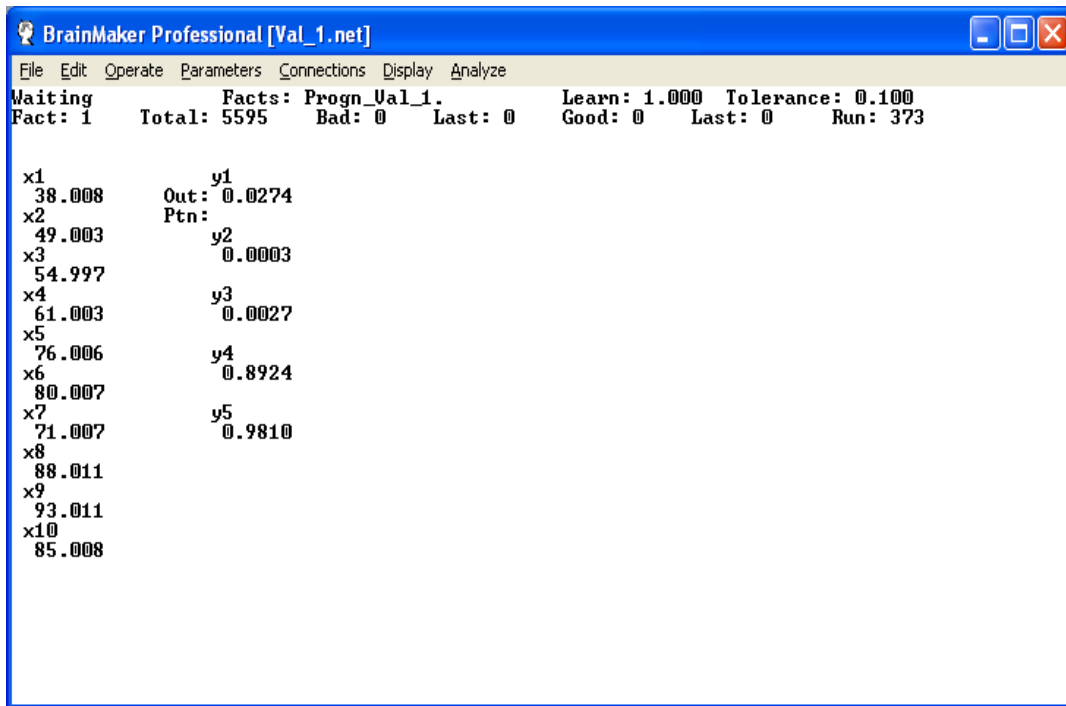 BrainMaker Professional [Val_1.net]
File Edit Operate Parameters Connections Display Analyze
Waiting Facts: Progn_Val_1. Learn: 1.000 Tolerance: 0.100
Fact: 1 Total: 5595 Bad: 0 Last: 0 Good: 0 Last: 0 Run: 373
x1 y1
38.008 Out: 0.0274
x2 Ptn:
49.003 y2
x3 0.0003
54.997
x4 y3
61.003 0.0027
x5
76.006 y4
x6 0.8924
80.007
x7 y5
71.007 0.9810
x8
88.011
x9
93.011
x10
85.008